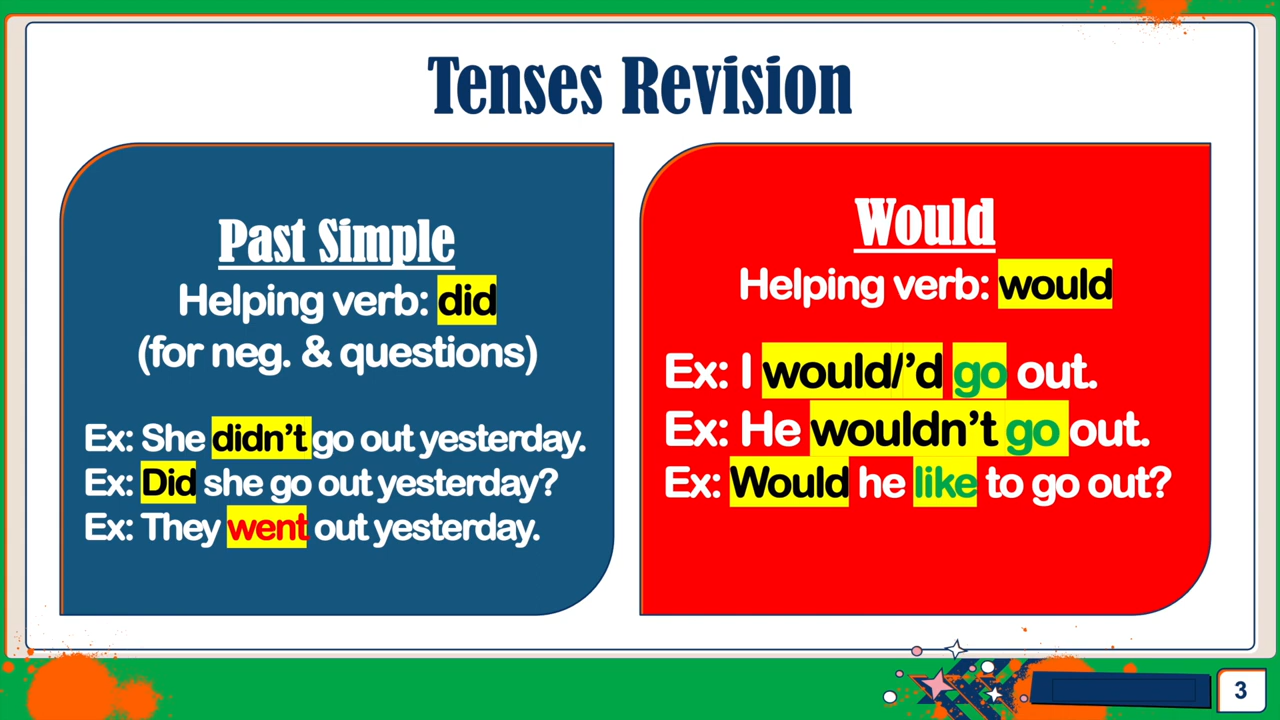 Tenses Revision
Past Simple
Helping verb: did
(for neg. & questions)
Ex: She didn’t go out yesterday.
Ex: Did she go out yesterday?
Ex: They went out yesterday.
Would
Helping verb: would
Ex: I would/’d go out.
Ex: He wouldn’t go out.
Ex: Would he like to go out?
3